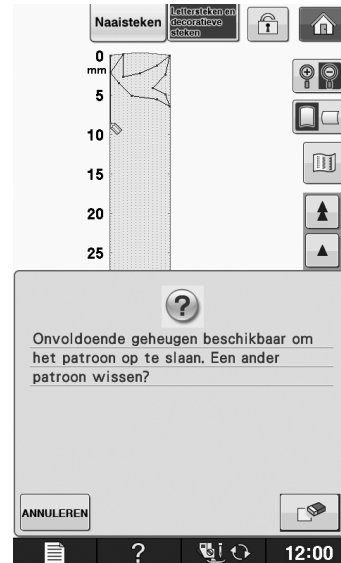 Naaisteken
Lettersteken en
decoratieve
steken
0
mm
5
10
15
20
25
?
Onvoldoende geheugen beschikbaar om
het patroon op te slaan. Een ander
patroon wissen?
ANNULEREN
? 12:00